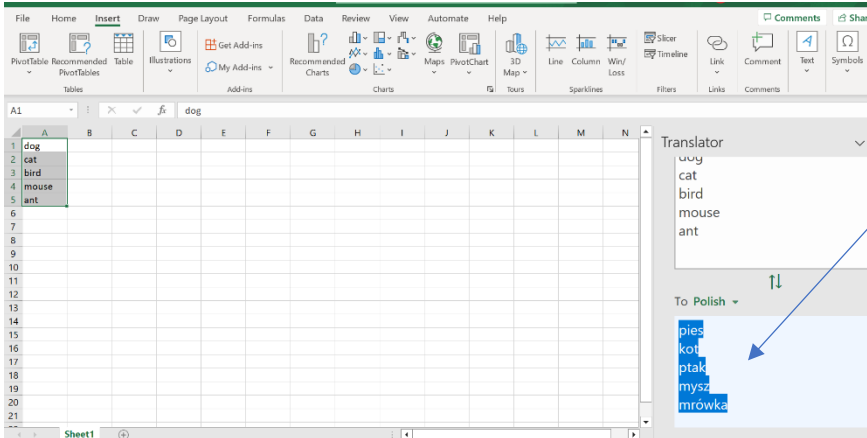 File Home Insert Draw Page Layout Formulas Data Review View Automate Help Comments Shar
PivotTable Recommended PivotTables Table Illustrations Get Add-ins My Add-ins Recommended Charts Maps PivotChart 3D Map Line Column Win/Loss Slicer Timeline Link Comment Text Symbols
Tables Add-ins Charts Tours Sparklines Filters Links Comments
A1 fx dog
A B C D E F G H I J K L M N
1 dog
2 cat
3 bird
4 mouse
5 ant
6
7
8
9
10
11
12
13
14
15
16
17
18
19
20
21
Sheet1
Translator
dog
cat
bird
mouse
ant
To Polish
pies
kot
ptak
mysz
mrówka